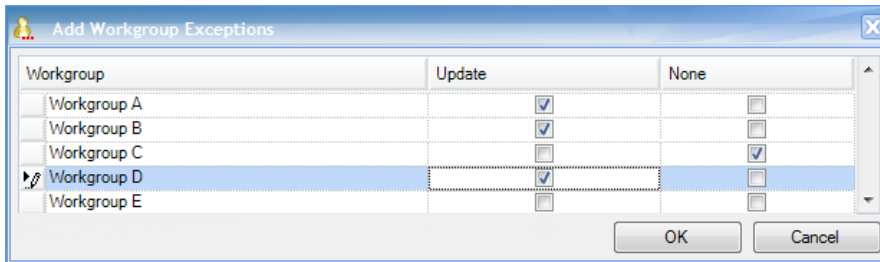 Add Workgroup Exceptions
Workgroup Update None
Workgroup A
Workgroup B
Workgroup C
Workgroup D
Workgroup E
OK Cancel